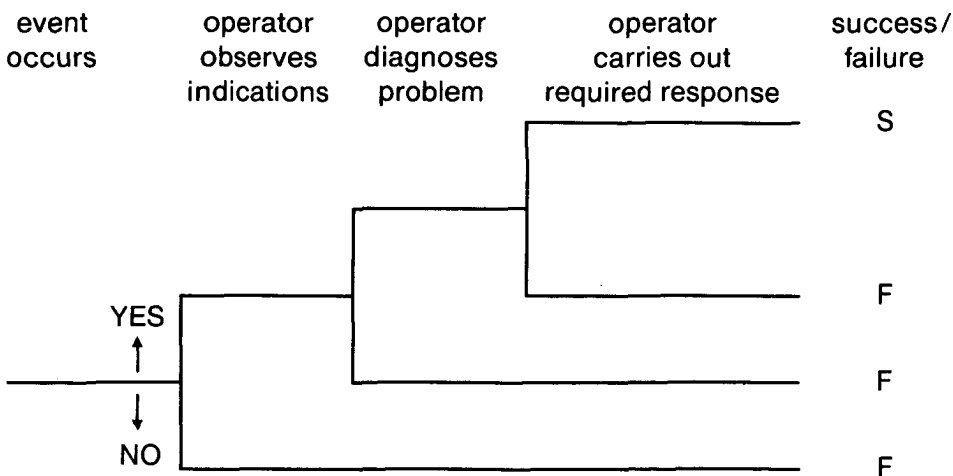 event
occurs
operator
observes
indications
operator
diagnoses
problem
operator
carries out
required response
success/
failure
S
F
YES
F
NO
F